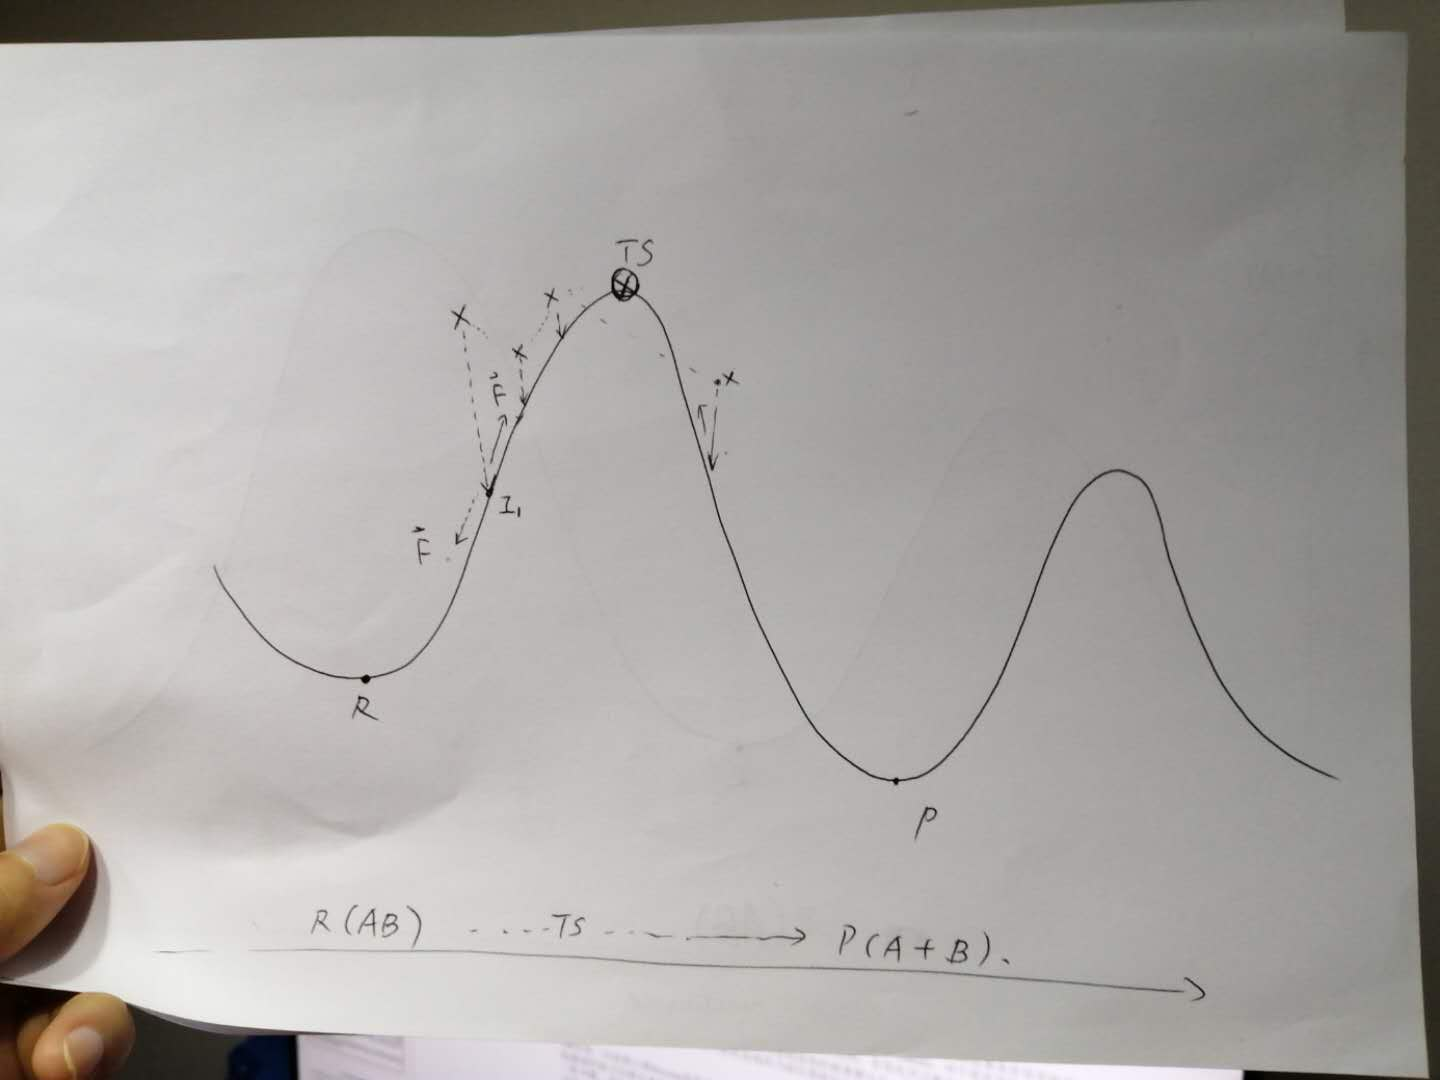 TS
x
x
x
x
F⃗
I₁
F⃗
R
P
R(AB) ....TS.......→ P(A+B).